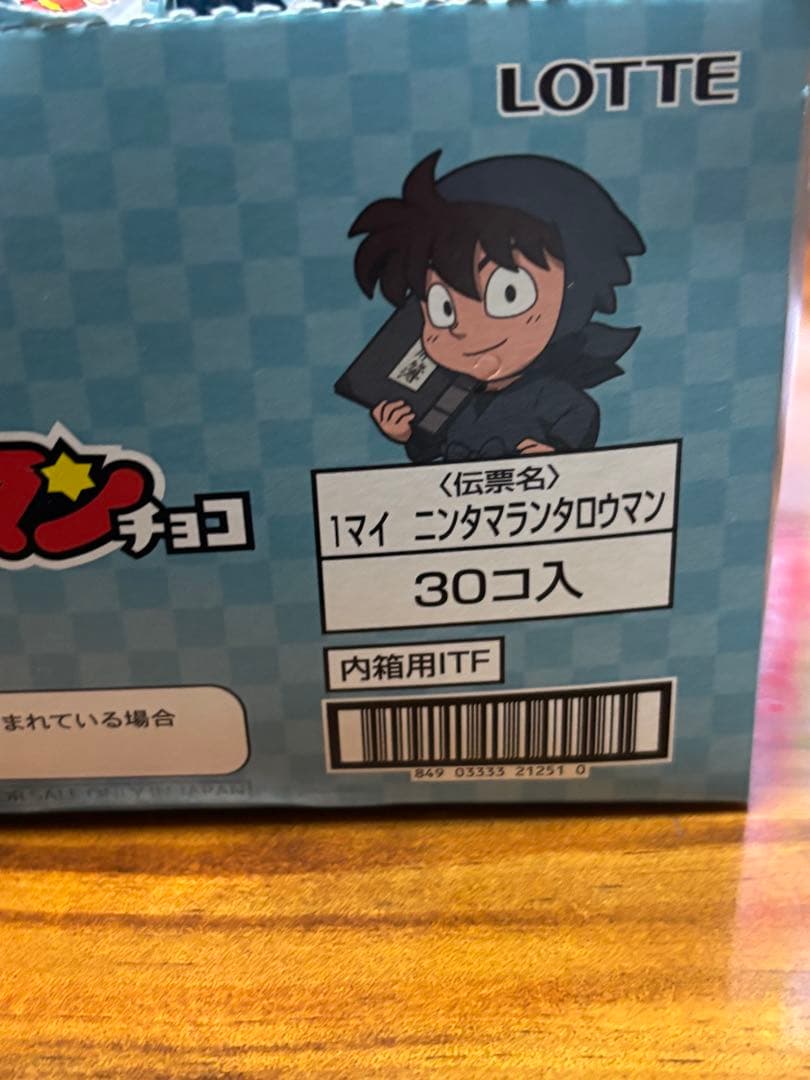 LOTTE
〈伝票名〉
1マイ ニンタマランタロウマン
30コ入
マンチョコ
内箱用ITF
まれている場合
849 03333 21251 0